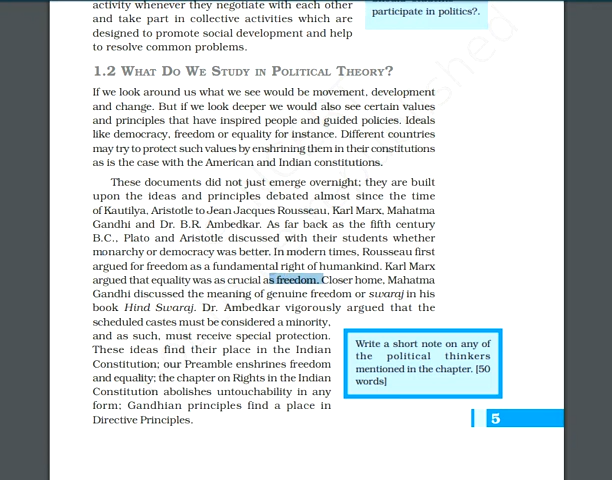 activity whenever they negotiate with each other
and take part in collective activities which are
designed to promote social development and help
to resolve common problems.
participate in politics?.
1.2 WHAT DO WE STUDY IN POLITICAL THEORY?
If we look around us what we see would be movement, development
and change. But if we look deeper we would also see certain values
and principles that have inspired people and guided policies. Ideals
like democracy, freedom or equality for instance. Different countries
may try to protect such values by enshrining them in their constitutions
as is the case with the American and Indian constitutions.
These documents did not just emerge overnight; they are built
upon the ideas and principles debated almost since the time
of Kautilya, Aristotle to Jean Jacques Rousseau, Karl Marx, Mahatma
Gandhi and Dr. B.R. Ambedkar. As far back as the fifth century
B.C., Plato and Aristotle discussed with their students whether
monarchy or democracy was better. In modern times, Rousseau first
argued for freedom as a fundamental right of humankind. Karl Marx
argued that equality was as crucial as freedom. Closer home, Mahatma
Gandhi discussed the meaning of genuine freedom or swaraj in his
book Hind Swaraj. Dr. Ambedkar vigorously argued that the
scheduled castes must be considered a minority,
and as such, must receive special protection.
These ideas find their place in the Indian
Constitution; our Preamble enshrines freedom
and equality; the chapter on Rights in the Indian
Constitution abolishes untouchability in any
form; Gandhian principles find a place in
Directive Principles.
Write a short note on any of
the political thinkers
mentioned in the chapter. [50
words]
5